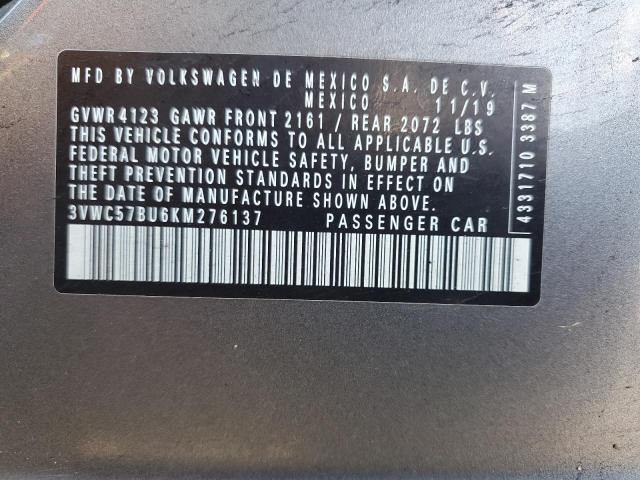 MFD BY VOLKSWAGEN DE MEXICO S.A. DE C.V.
MEXICO 11/19
GVWR 4123 GAWR FRONT 2161 / REAR 2072 LBS
THIS VEHICLE CONFORMS TO ALL APPLICABLE U.S.
FEDERAL MOTOR VEHICLE SAFETY, BUMPER AND
THEFT PREVENTION STANDARDS IN EFFECT ON
THE DATE OF MANUFACTURE SHOWN ABOVE.
3VWC57BU6KM276137 PASSENGER CAR
4331710 3387 M